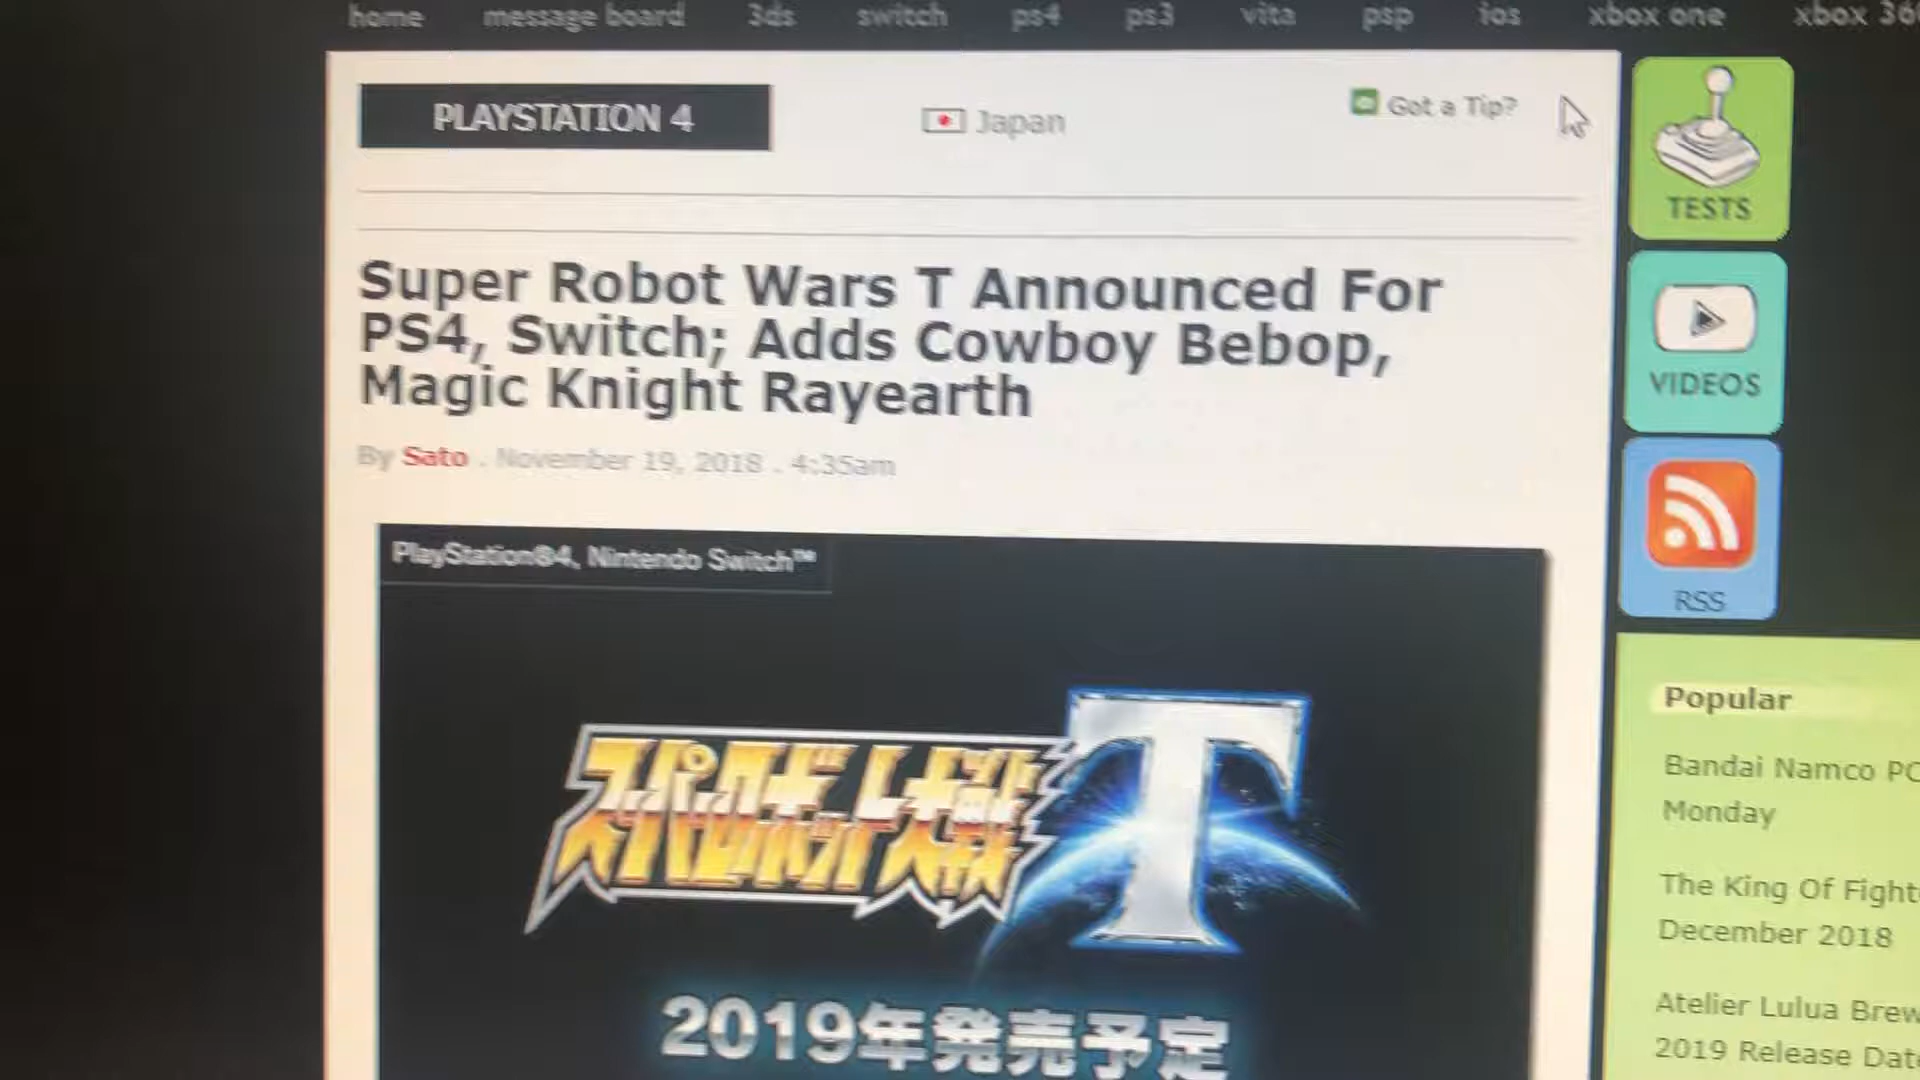 home message board 3ds switch ps4 ps3 vita psp ios xbox one xbox
PLAYSTATION 4
Japan
Got a Tip?
TESTS
Super Robot Wars T Announced For
PS4, Switch; Adds Cowboy Bebop,
Magic Knight Rayearth
By Sato . November 19, 2018 . 4:35am
VIDEOS
RSS
PlayStation®4, Nintendo Switch™
スーパーロボット大戦T
2019年発売予定
Popular
Bandai Namco
Monday
The King Of
December 2018
Atelier Lulua
2019 Release